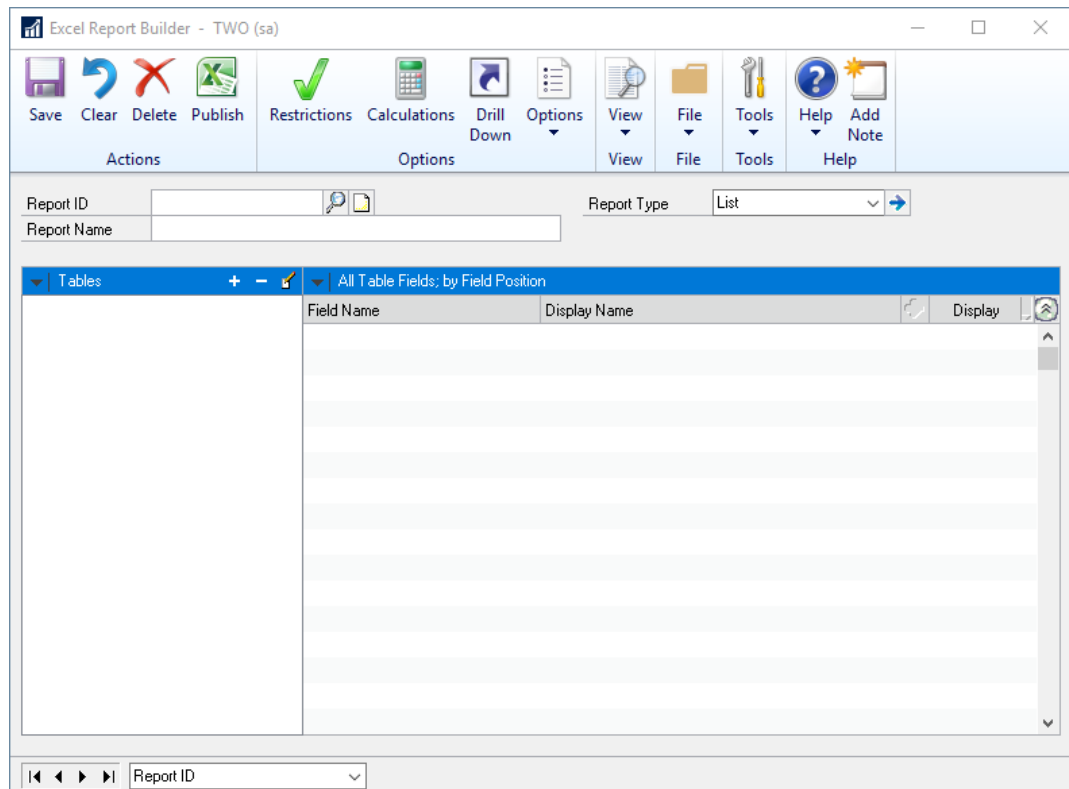 Excel Report Builder - TWO (sa)
Save Clear Delete Publish Restrictions Calculations Drill Down Options View File Tools Help Add Note
Actions Options View File Tools Help
Report ID Report Type List
Report Name
Tables All Table Fields; by Field Position
Field Name Display Name Display
Report ID